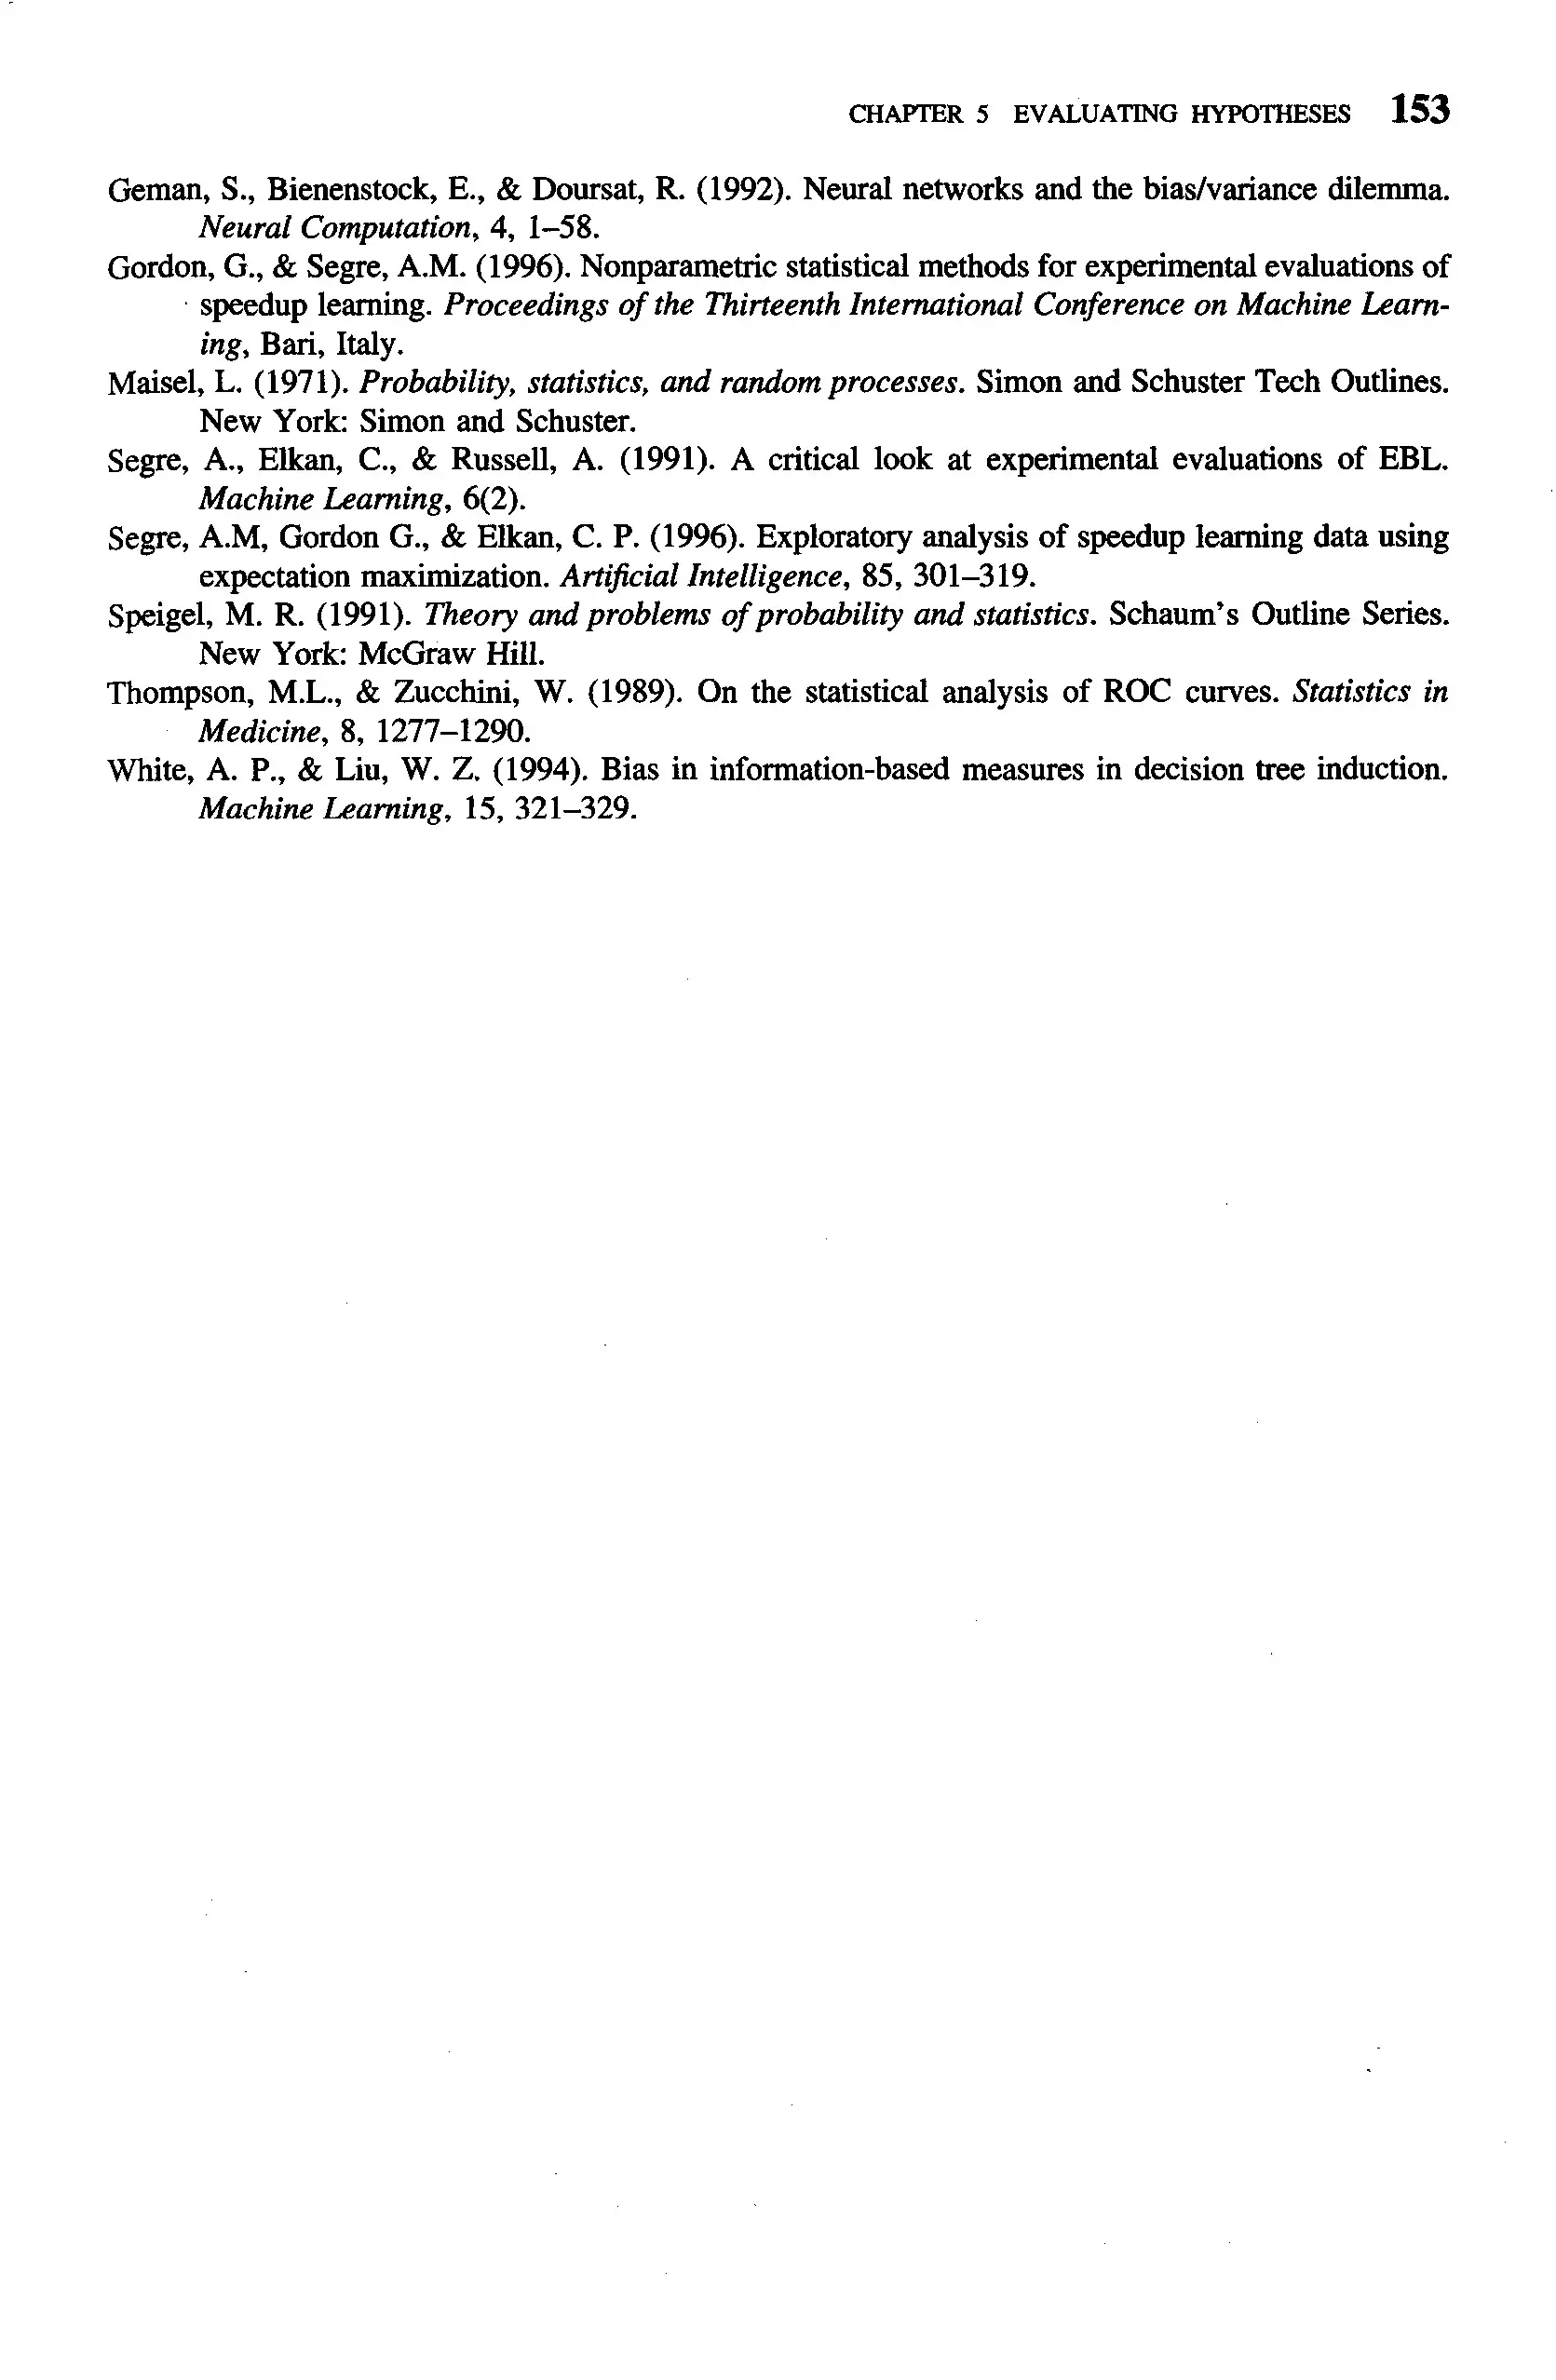 CHAPTER 5 EVALUATING HYPOTHESES 153
Geman, S., Bienenstock, E., & Doursat, R. (1992). Neural networks and the bias/variance dilemma.
Neural Computation, 4, 1–58.
Gordon, G., & Segre, A.M. (1996). Nonparametric statistical methods for experimental evaluations of
speedup learning. Proceedings of the Thirteenth International Conference on Machine Learn-
ing, Bari, Italy.
Maisel, L. (1971). Probability, statistics, and random processes. Simon and Schuster Tech Outlines.
New York: Simon and Schuster.
Segre, A., Elkan, C., & Russell, A. (1991). A critical look at experimental evaluations of EBL.
Machine Learning, 6(2).
Segre, A.M, Gordon G., & Elkan, C. P. (1996). Exploratory analysis of speedup learning data using
expectation maximization. Artificial Intelligence, 85, 301–319.
Speigel, M. R. (1991). Theory and problems of probability and statistics. Schaum's Outline Series.
New York: McGraw Hill.
Thompson, M.L., & Zucchini, W. (1989). On the statistical analysis of ROC curves. Statistics in
Medicine, 8, 1277–1290.
White, A. P., & Liu, W. Z. (1994). Bias in information-based measures in decision tree induction.
Machine Learning, 15, 321–329.